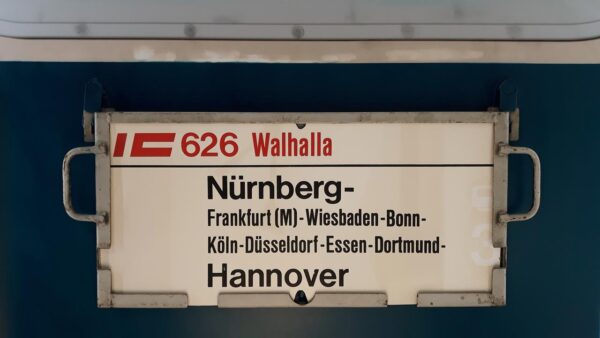 IC 626 Walhalla
Nürnberg-
Frankfurt (M)-Wiesbaden-Bonn-
Köln-Düsseldorf-Essen-Dortmund-
Hannover